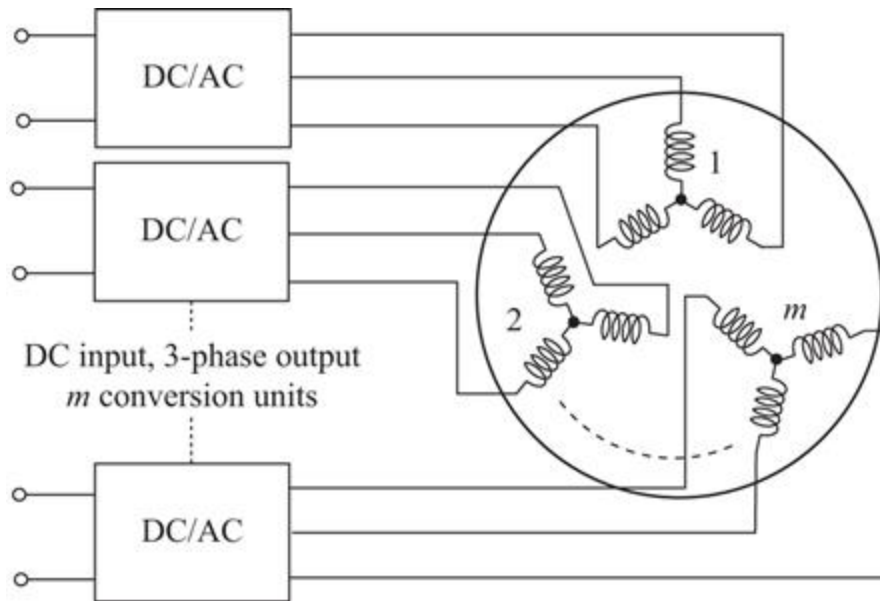 DC/AC
1
DC/AC
2
m
DC input, 3-phase output
m conversion units
DC/AC